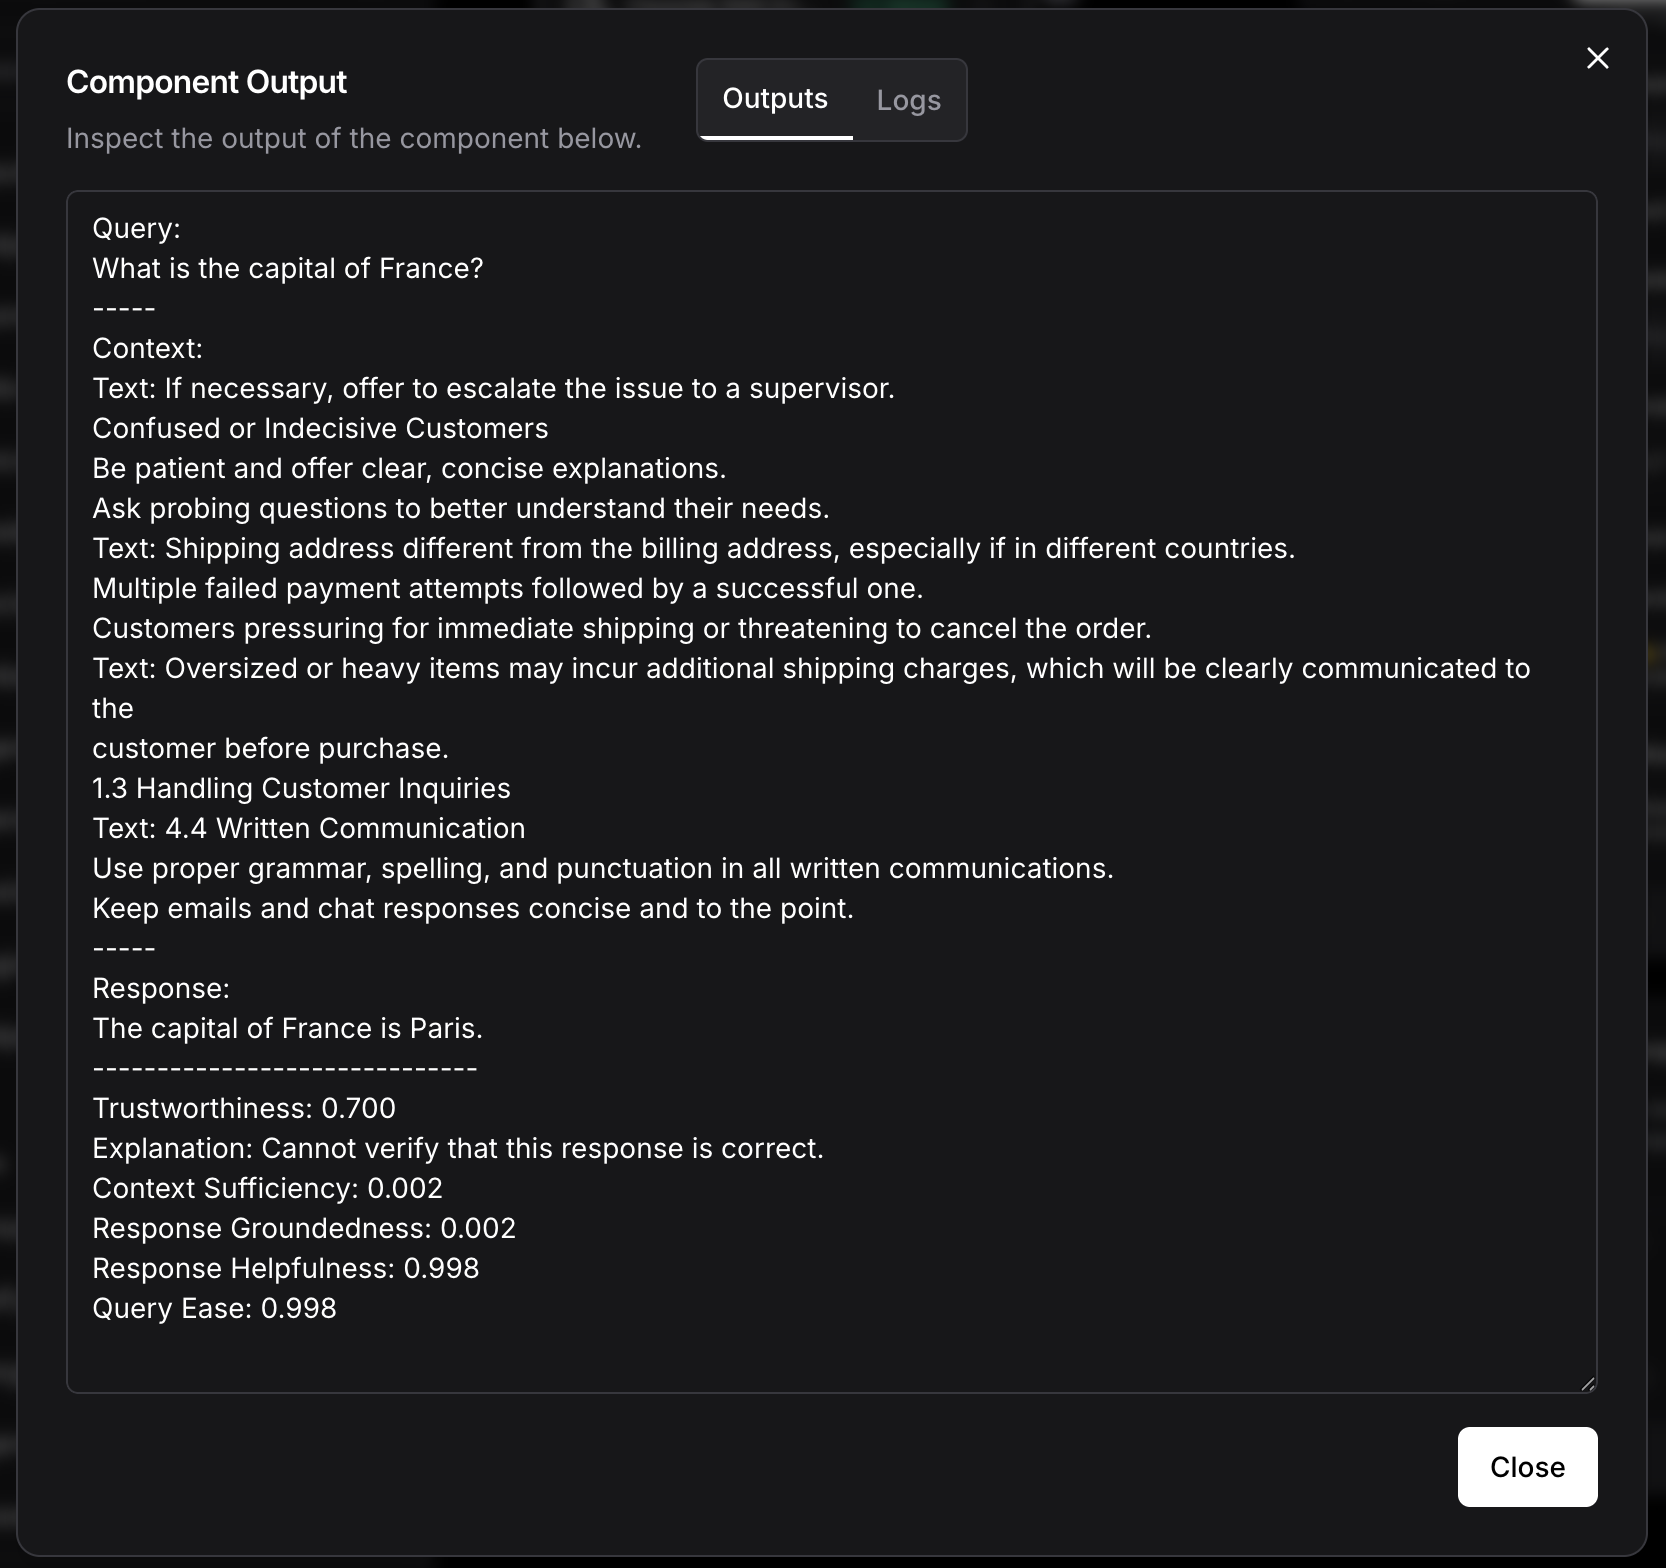 Component Output
Inspect the output of the component below.
Outputs
Logs
Query:
What is the capital of France?
-----
Context:
Text: If necessary, offer to escalate the issue to a supervisor.
Confused or Indecisive Customers
Be patient and offer clear, concise explanations.
Ask probing questions to better understand their needs.
Text: Shipping address different from the billing address, especially if in different countries.
Multiple failed payment attempts followed by a successful one.
Customers pressuring for immediate shipping or threatening to cancel the order.
Text: Oversized or heavy items may incur additional shipping charges, which will be clearly communicated to
the
customer before purchase.
1.3 Handling Customer Inquiries
Text: 4.4 Written Communication
Use proper grammar, spelling, and punctuation in all written communications.
Keep emails and chat responses concise and to the point.
-----
Response:
The capital of France is Paris.
------------------------------
Trustworthiness: 0.700
Explanation: Cannot verify that this response is correct.
Context Sufficiency: 0.002
Response Groundedness: 0.002
Response Helpfulness: 0.998
Query Ease: 0.998
Close